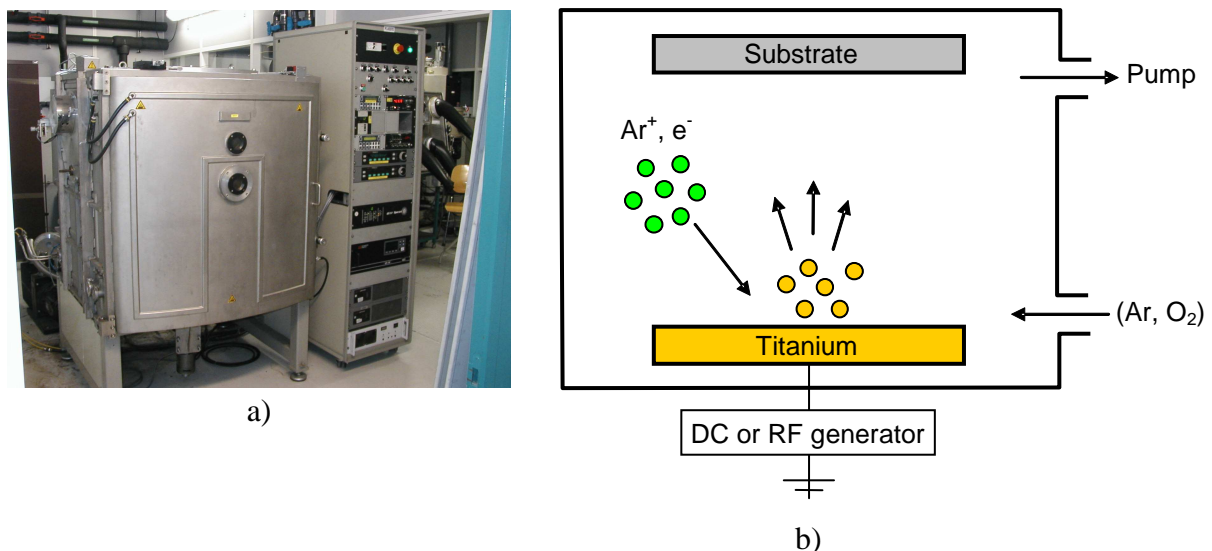 Substrate
Pump
Ar⁺, e⁻
(Ar, O₂)
Titanium
DC or RF generator
a)
b)